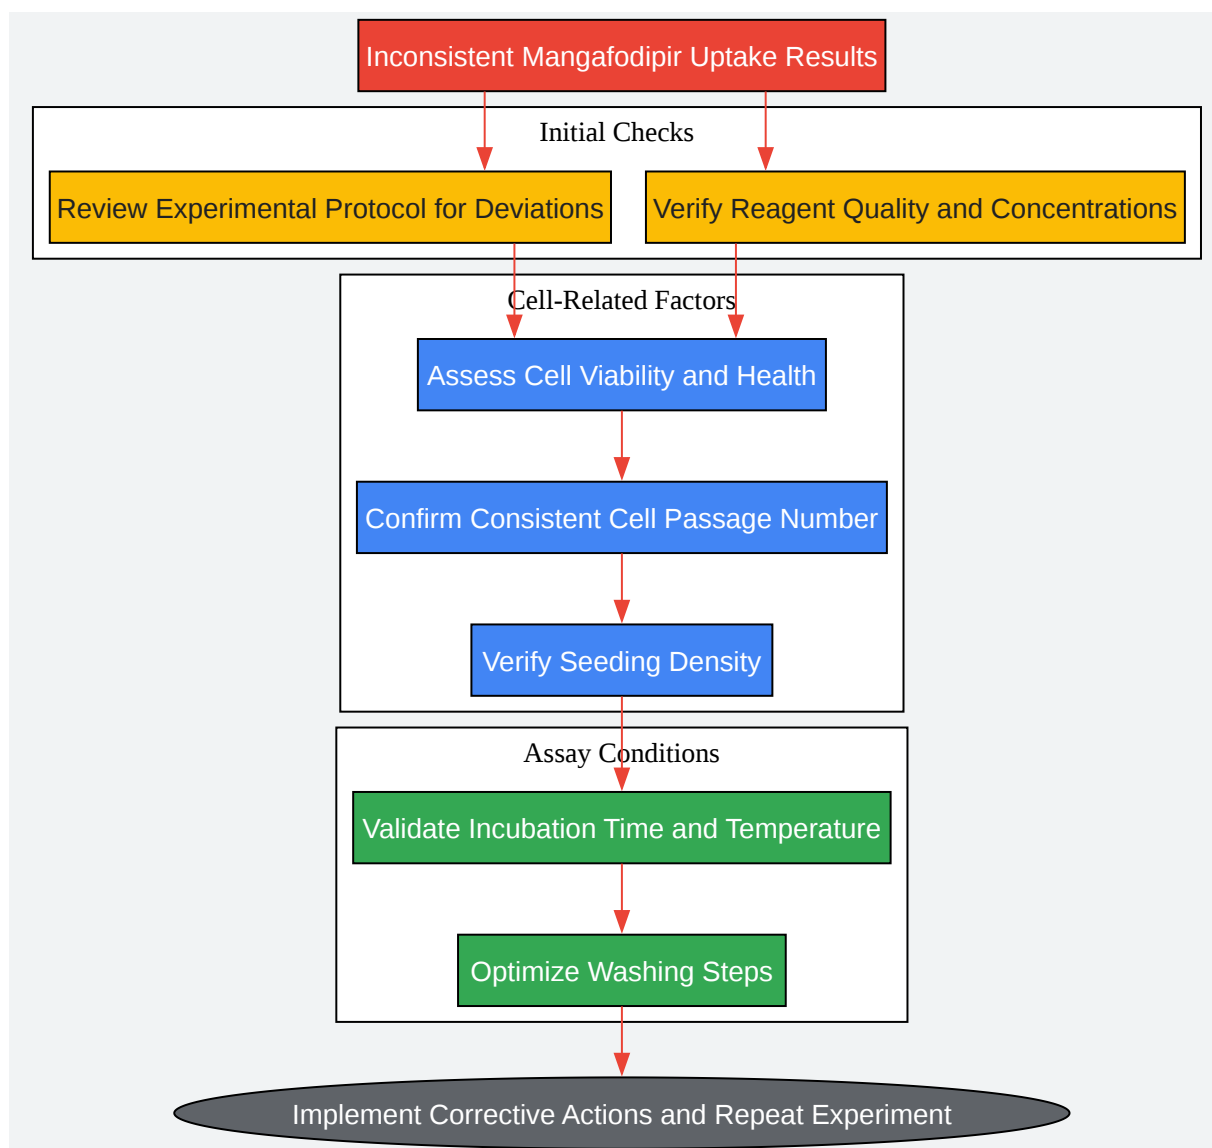 Inconsistent Mangafodipir Uptake Results
Initial Checks
Review Experimental Protocol for Deviations
Verify Reagent Quality and Concentrations
Cell-Related Factors
Assess Cell Viability and Health
Confirm Consistent Cell Passage Number
Verify Seeding Density
Assay Conditions
Validate Incubation Time and Temperature
Optimize Washing Steps
Implement Corrective Actions and Repeat Experiment